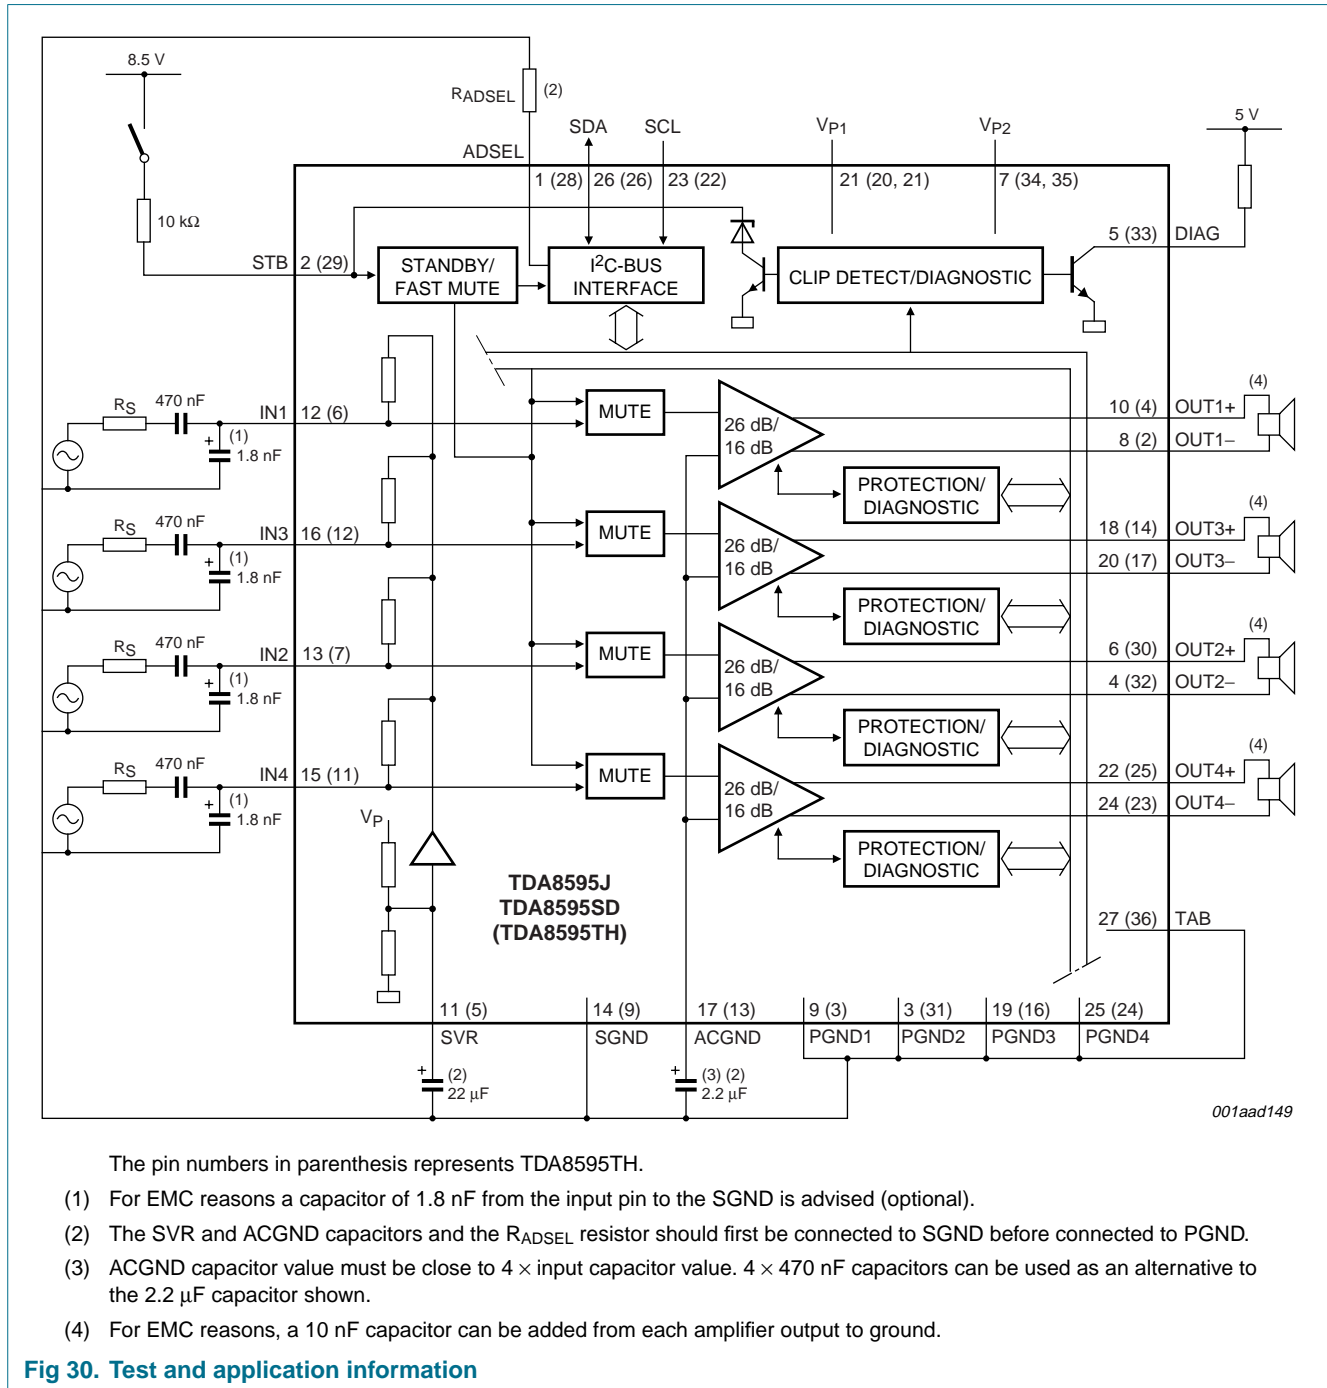 8.5 V
RADSEL (2)
5 V
SDA SCL VP1 VP2
ADSEL
1 (28) 26 (26) 23 (22) 21 (20, 21) 7 (34, 35)
10 kΩ
5 (33) DIAG
STB 2 (29)
STANDBY/
FAST MUTE
I2C-BUS
INTERFACE
CLIP DETECT/DIAGNOSTIC
RS 470 nF
IN1 12 (6)
+ (1)
1.8 nF
MUTE
26 dB/
16 dB
10 (4) OUT1+
(4)
8 (2) OUT1−
PROTECTION/
DIAGNOSTIC
RS 470 nF
IN3 16 (12)
+ (1)
1.8 nF
MUTE
26 dB/
16 dB
18 (14) OUT3+
(4)
20 (17) OUT3−
PROTECTION/
DIAGNOSTIC
RS 470 nF
IN2 13 (7)
+ (1)
1.8 nF
MUTE
26 dB/
16 dB
6 (30) OUT2+
(4)
4 (32) OUT2−
PROTECTION/
DIAGNOSTIC
RS 470 nF
IN4 15 (11)
+ (1)
1.8 nF
MUTE
26 dB/
16 dB
22 (25) OUT4+
(4)
24 (23) OUT4−
PROTECTION/
DIAGNOSTIC
VP
TDA8595J
TDA8595SD
(TDA8595TH)
27 (36) TAB
11 (5) 14 (9) 17 (13) 9 (3) 3 (31) 19 (16) 25 (24)
SVR SGND ACGND PGND1 PGND2 PGND3 PGND4
+ (2)
22 μF
+ (3) (2)
2.2 μF
001aad149
The pin numbers in parenthesis represents TDA8595TH.
(1) For EMC reasons a capacitor of 1.8 nF from the input pin to the SGND is advised (optional).
(2) The SVR and ACGND capacitors and the RADSEL resistor should first be connected to SGND before connected to PGND.
(3) ACGND capacitor value must be close to 4 × input capacitor value. 4 × 470 nF capacitors can be used as an alternative to
the 2.2 μF capacitor shown.
(4) For EMC reasons, a 10 nF capacitor can be added from each amplifier output to ground.
Fig 30. Test and application information